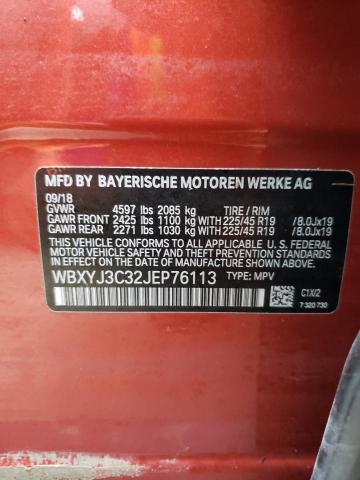 MFD BY BAYERISCHE MOTOREN WERKE AG
09/18
GVWR 4597 lbs 2085 kg TIRE / RIM
GAWR FRONT 2425 lbs 1100 kg WITH 225/45 R19 /8.0Jx19
GAWR REAR 2271 lbs 1030 kg WITH 225/45 R19 /8.0Jx19
THIS VEHICLE CONFORMS TO ALL APPLICABLE U.S. FEDERAL
MOTOR VEHICLE SAFETY STANDARDS IN EFFECT ON THE DATE
OF MANUFACTURE SHOWN ABOVE.
WBXYJ3C32JEP76113 TYPE: MPV
C1X/2
7 320 730